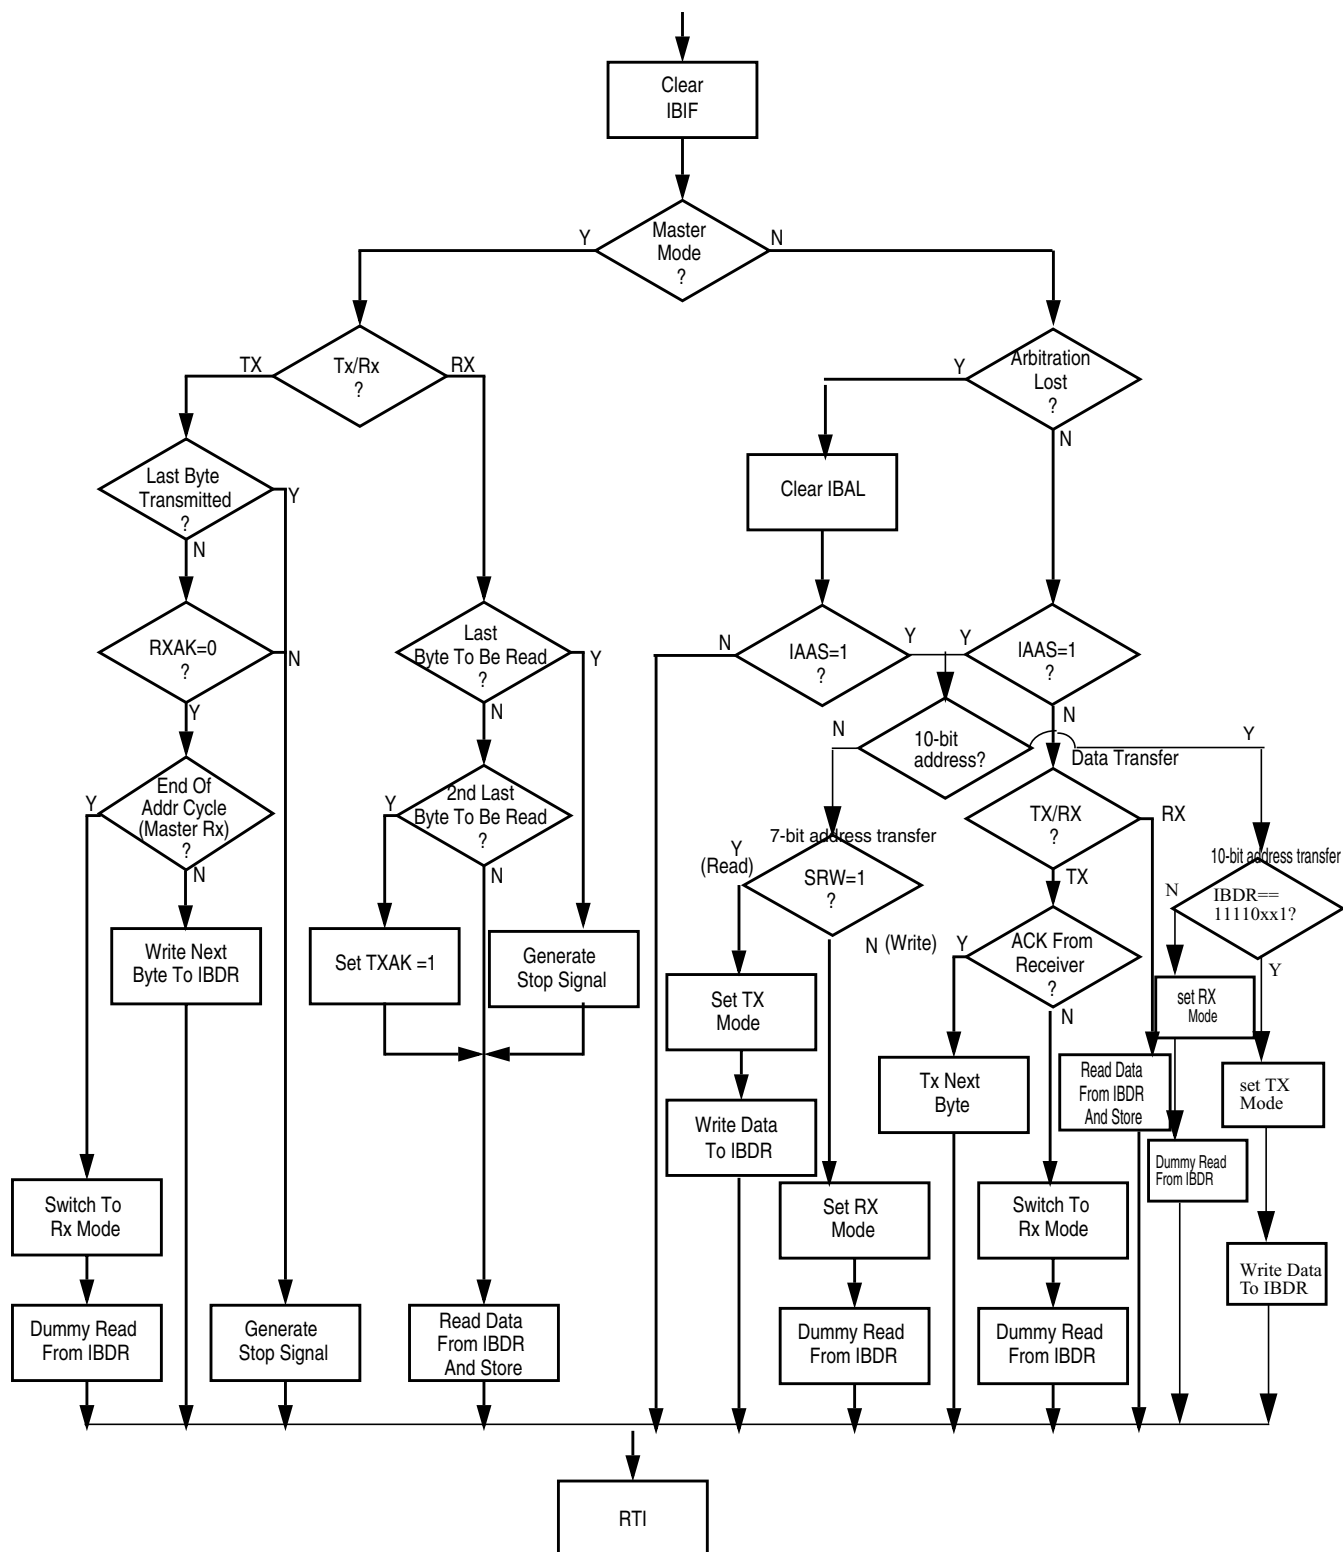 Clear
IBIF
Y
Master
Mode
?
N
TX
Tx/Rx
?
RX
Y
Arbitration
Lost
?
N
Last Byte
Transmitted
?
Y
N
Clear IBAL
RXAK=0
?
N
Y
Last
Byte To Be Read
?
Y
N
N
IAAS=1
?
Y
Y
IAAS=1
?
N
N
10-bit
address?
Data Transfer
Y
End Of
Addr Cycle
(Master Rx)
?
Y
N
2nd Last
Byte To Be Read
?
Y
N
7-bit address transfer
Y
(Read)
SRW=1
?
N (Write)
TX/RX
?
RX
TX
10-bit address transfer
N
IBDR==
11110xx1?
Y
Write Next
Byte To IBDR
Set TXAK =1
Generate
Stop Signal
Y
ACK From
Receiver
?
N
Set TX
Mode
set RX
Mode
Tx Next
Byte
Read Data
From IBDR
And Store
set TX
Mode
Write Data
To IBDR
Dummy Read
From IBDR
Switch To
Rx Mode
Set RX
Mode
Switch To
Rx Mode
Write Data
To IBDR
Dummy Read
From IBDR
Generate
Stop Signal
Read Data
From IBDR
And Store
Dummy Read
From IBDR
Dummy Read
From IBDR
RTI